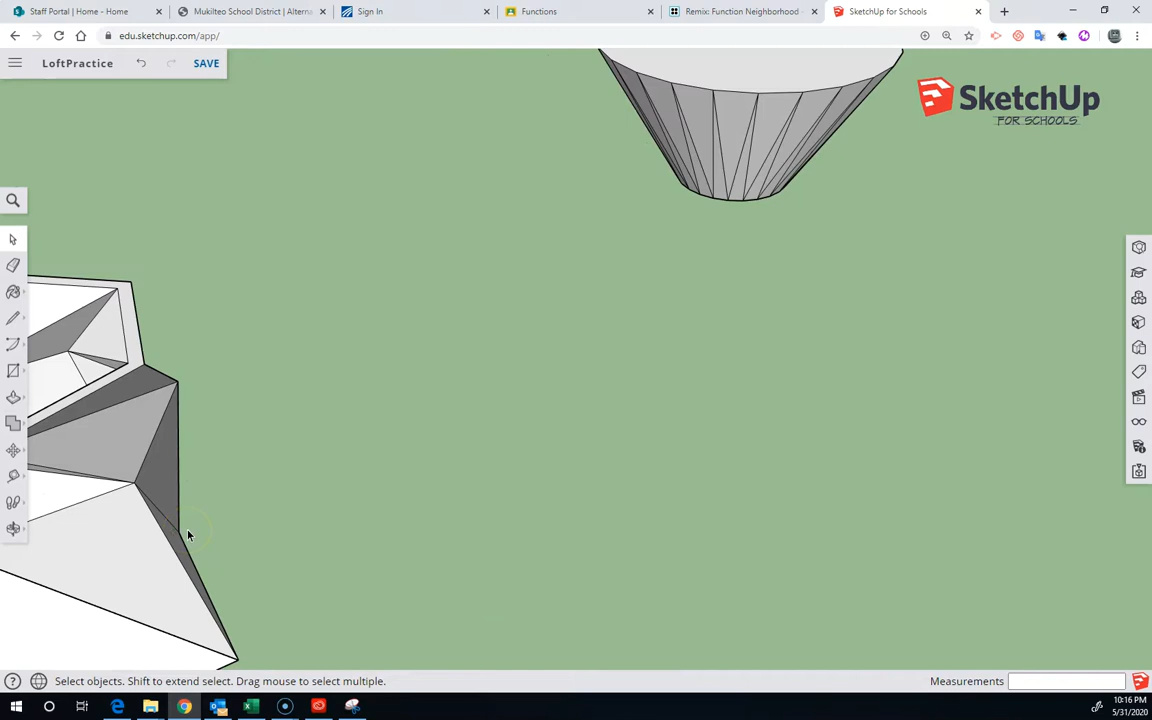 Staff Portal | Home - Home
Mukilteo School District | Altern
Sign In
Functions
Remix: Function Neighborhood
SketchUp for Schools
edu.sketchup.com/app/
LoftPractice
SAVE
SketchUp
FOR SCHOOLS
Select objects. Shift to extend select. Drag mouse to select multiple.
Measurements
10:16 PM
5/31/2020